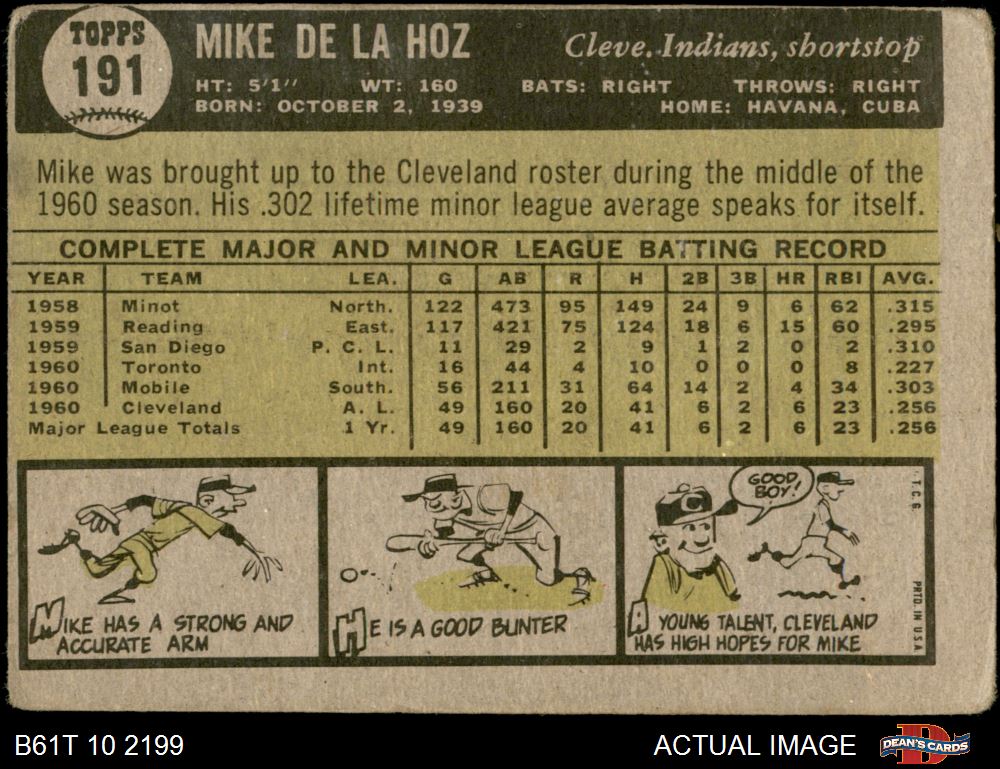 TOPPS
191
MIKE DE LA HOZ
Cleve. Indians, shortstop
HT: 5'1" WT: 160 BATS: RIGHT THROWS: RIGHT
BORN: OCTOBER 2, 1939 HOME: HAVANA, CUBA
Mike was brought up to the Cleveland roster during the middle of the
1960 season. His .302 lifetime minor league average speaks for itself.
COMPLETE MAJOR AND MINOR LEAGUE BATTING RECORD
YEAR TEAM LEA. G AB R H 2B 3B HR RBI AVG.
1958 Minot North. 122 473 95 149 24 9 6 62 .315
1959 Reading East. 117 421 75 124 18 6 15 60 .295
1959 San Diego P. C. L. 11 29 2 9 1 2 0 2 .310
1960 Toronto Int. 16 44 4 10 0 0 0 8 .227
1960 Mobile South. 56 211 31 64 14 2 4 34 .303
1960 Cleveland A. L. 49 160 20 41 6 2 6 23 .256
Major League Totals 1 Yr. 49 160 20 41 6 2 6 23 .256
MIKE HAS A STRONG AND
ACCURATE ARM
HE IS A GOOD BUNTER
C
GOOD
BOY!
A YOUNG TALENT, CLEVELAND
HAS HIGH HOPES FOR MIKE
T.C.G.
PRTD. IN USA
B61T 10 2199
ACTUAL IMAGE
D
DEAN'S CARDS